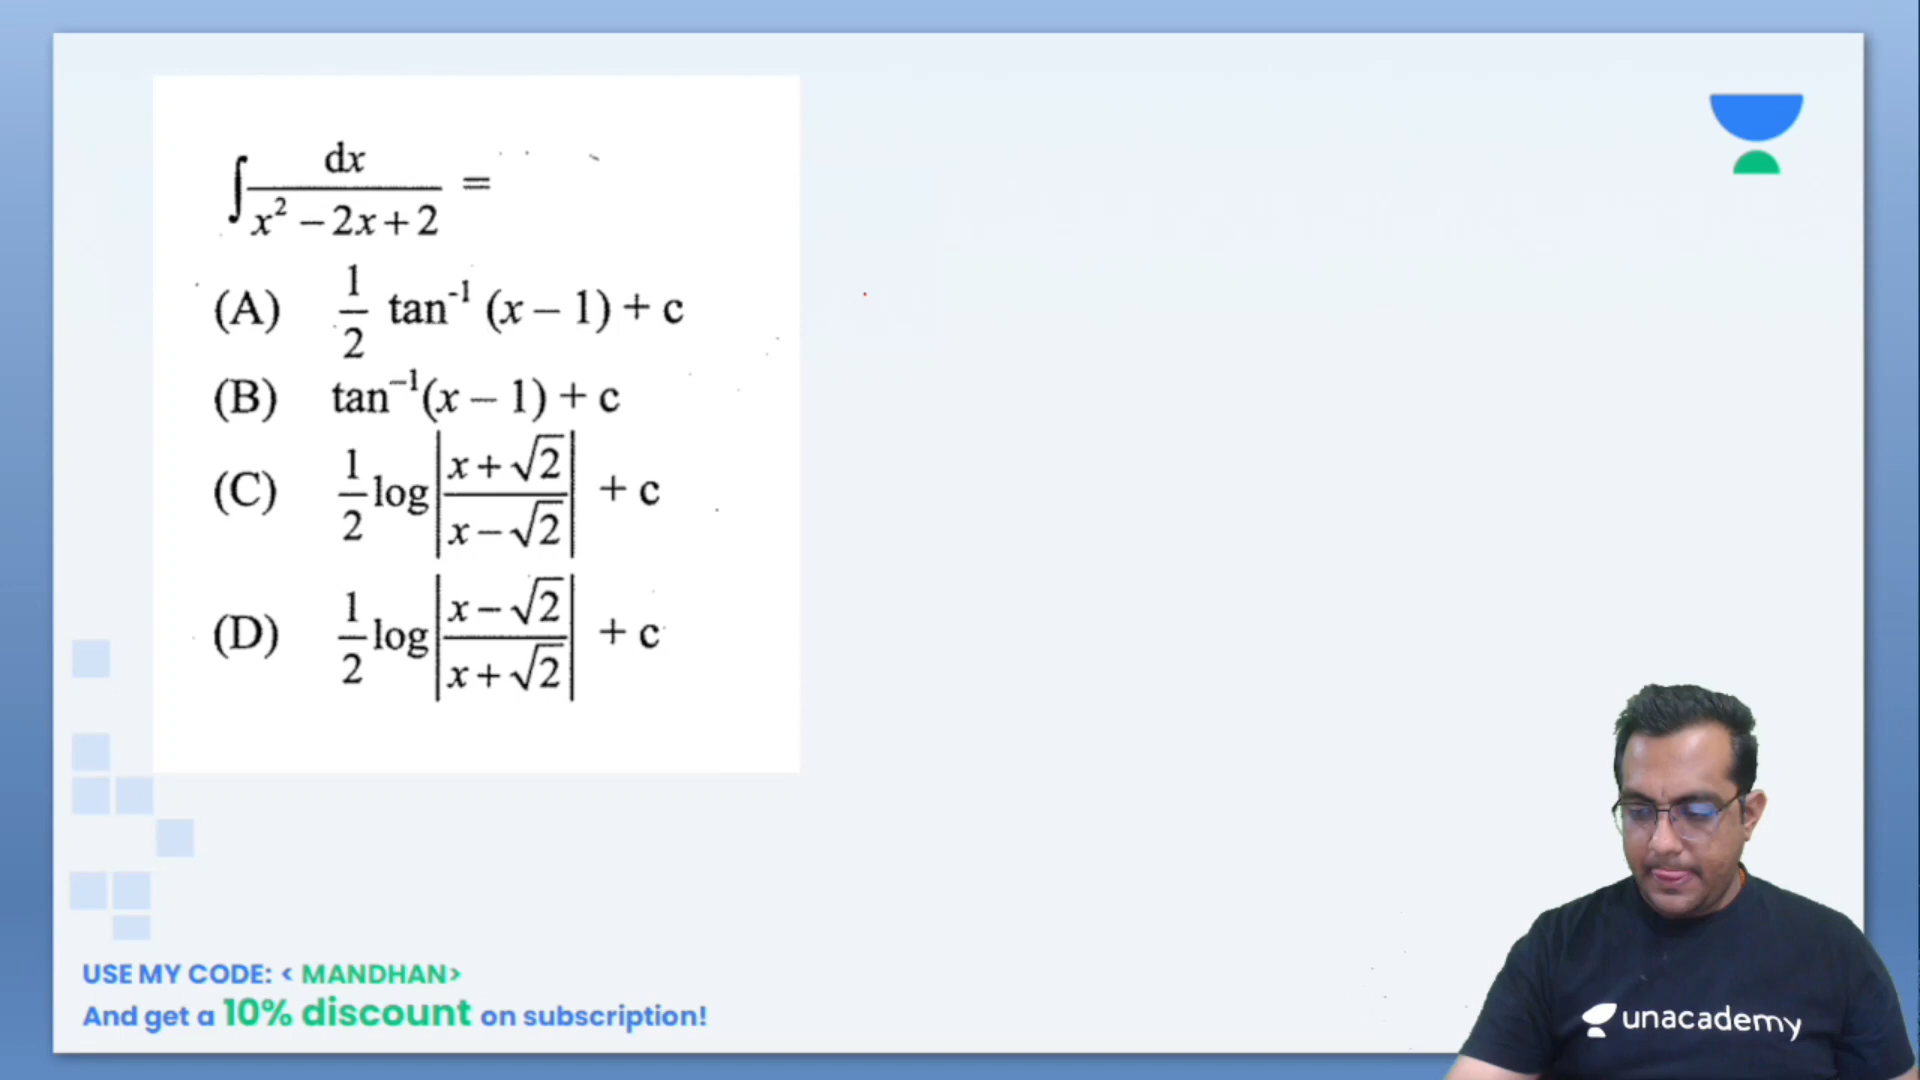 ∫ dx / (x² − 2x + 2) =
(A) 1/2 tan⁻¹ (x − 1) + c
(B) tan⁻¹(x − 1) + c
(C) 1/2 log |(x + √2) / (x − √2)| + c
(D) 1/2 log |(x − √2) / (x + √2)| + c
USE MY CODE: < MANDHAN>
And get a 10% discount on subscription!
unacademy